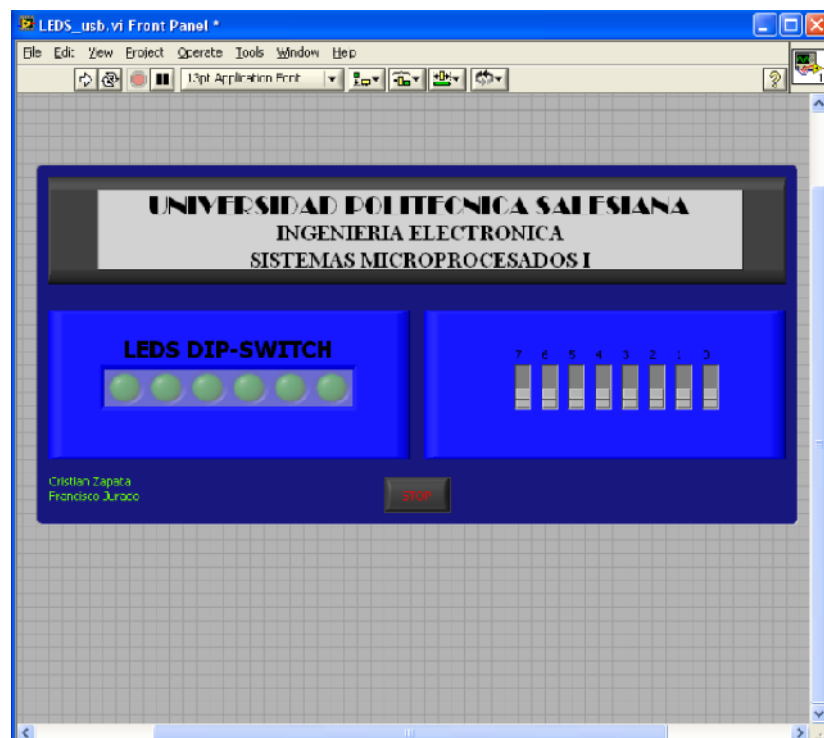 LEDS_usb.vi Front Panel *
File Edit View Project Operate Tools Window Help
13pt Application Font
?
1
UNIVERSIDAD POLITECNICA SALESIANA
INGENIERIA ELECTRONICA
SISTEMAS MICROPROCESADOS I
LEDS DIP-SWITCH
7 6 5 4 3 2 1 0
Cristian Zapata
Francisco Jurado
STOP